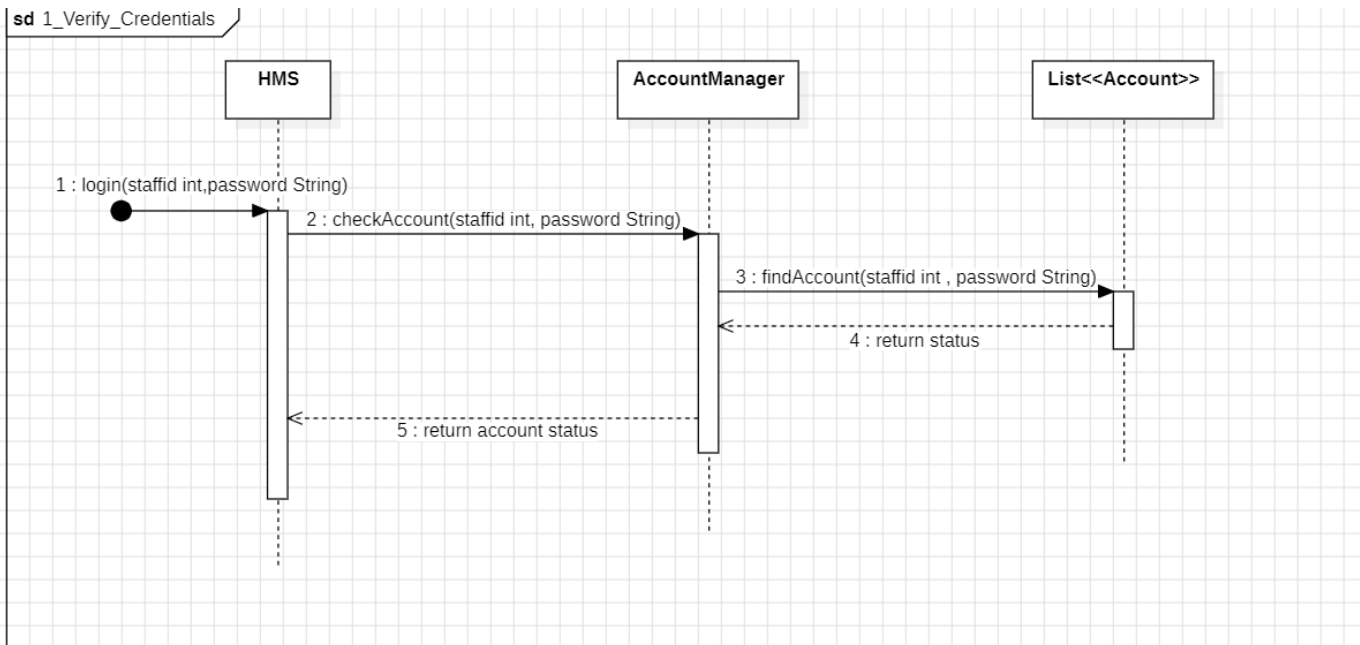 sd 1_Verify_Credentials
HMS
AccountManager
List<<Account>>
1 : login(staffid int,password String)
2 : checkAccount(staffid int, password String)
3 : findAccount(staffid int , password String)
4 : return status
5 : return account status